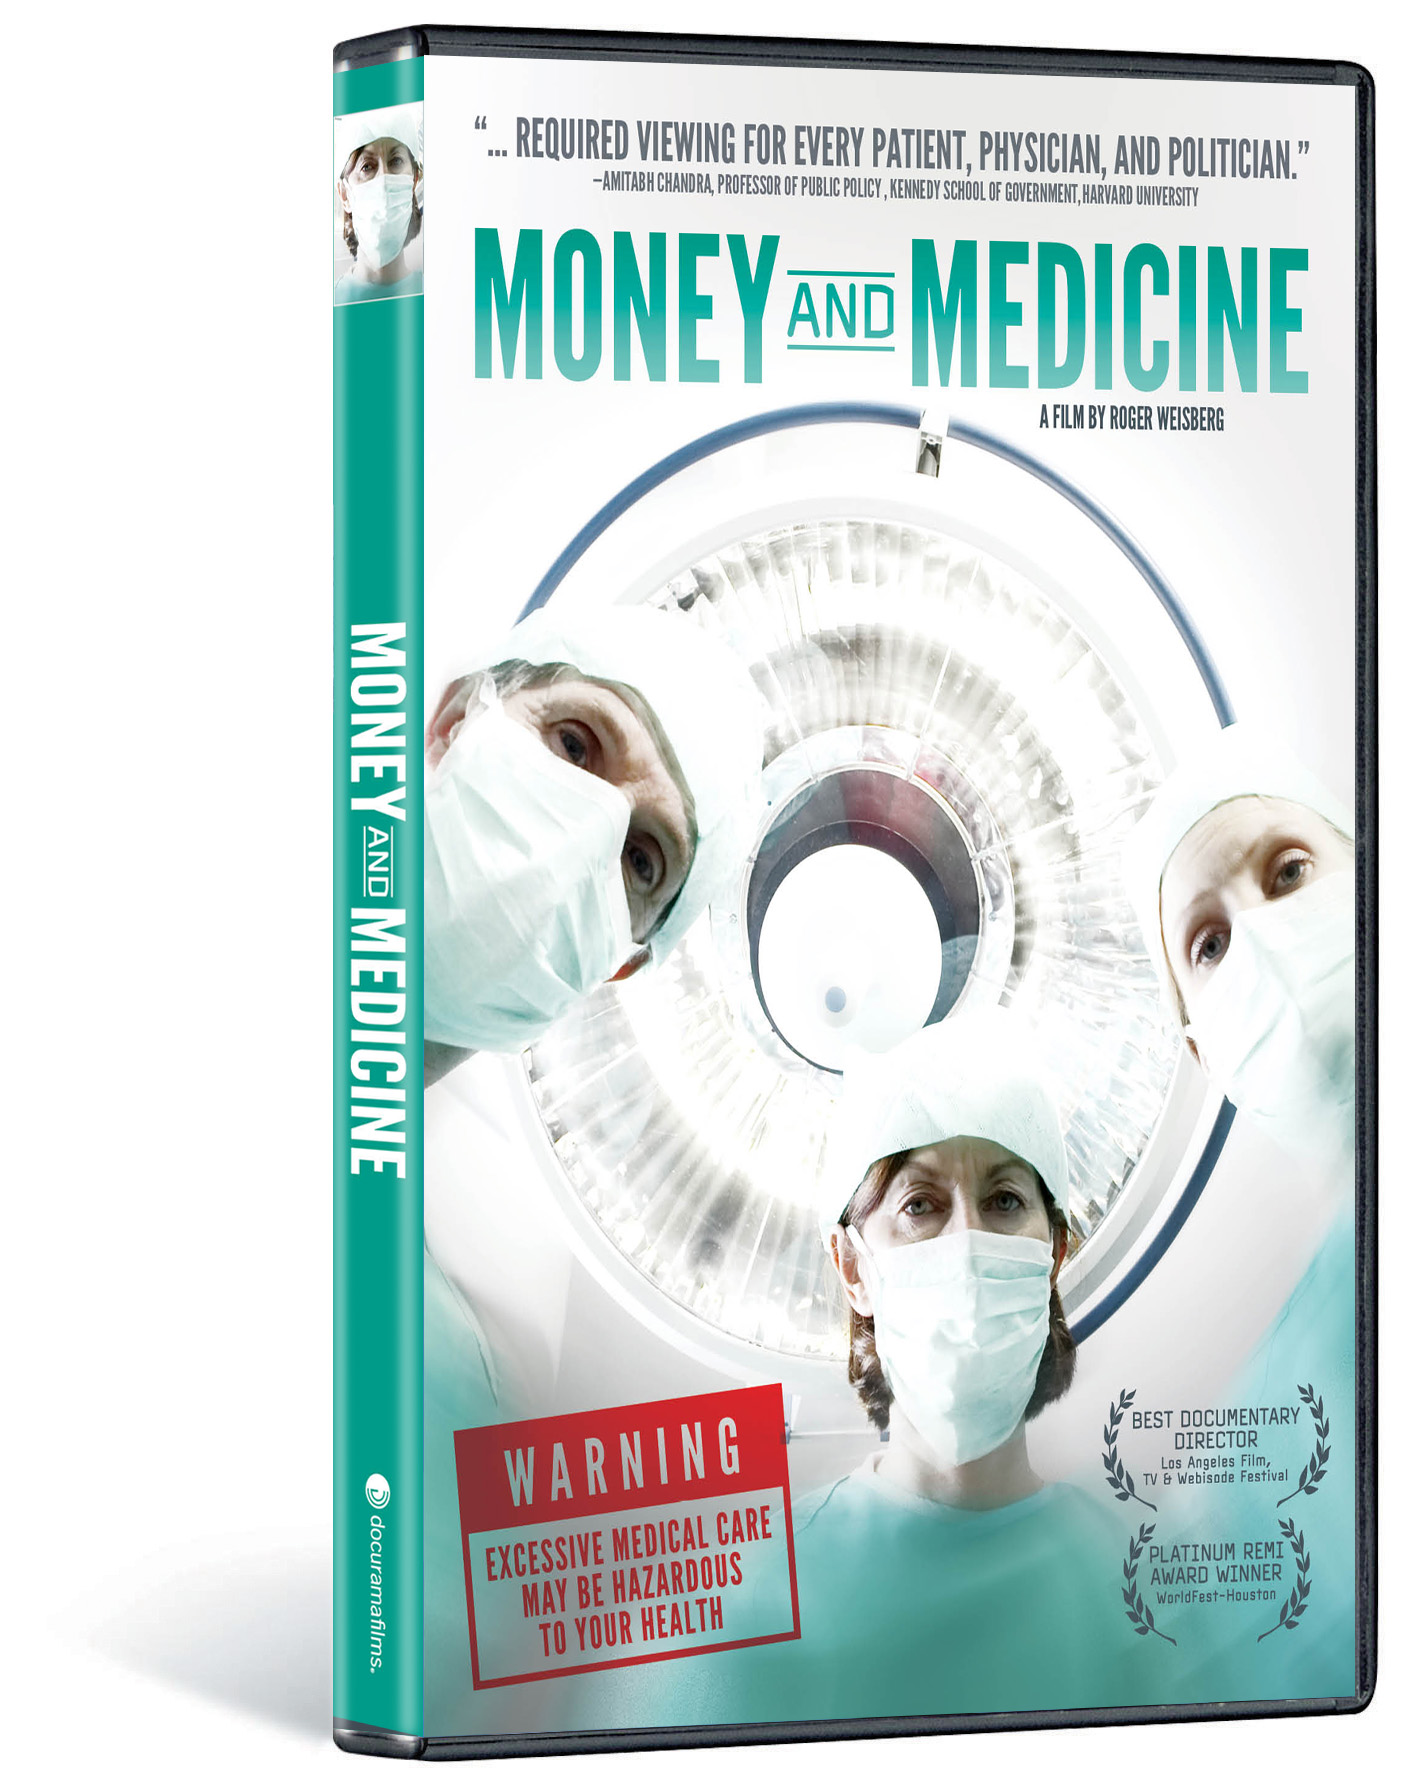 “... REQUIRED VIEWING FOR EVERY PATIENT, PHYSICIAN, AND POLITICIAN.”
–AMITABH CHANDRA, PROFESSOR OF PUBLIC POLICY, KENNEDY SCHOOL OF GOVERNMENT, HARVARD UNIVERSITY
MONEY AND MEDICINE
A FILM BY ROGER WEISBERG
WARNING
EXCESSIVE MEDICAL CARE
MAY BE HAZARDOUS
TO YOUR HEALTH
BEST DOCUMENTARY
DIRECTOR
Los Angeles Film,
TV & Webisode Festival
PLATINUM REMI
AWARD WINNER
WorldFest-Houston
MONEY AND MEDICINE
docuramafilms.